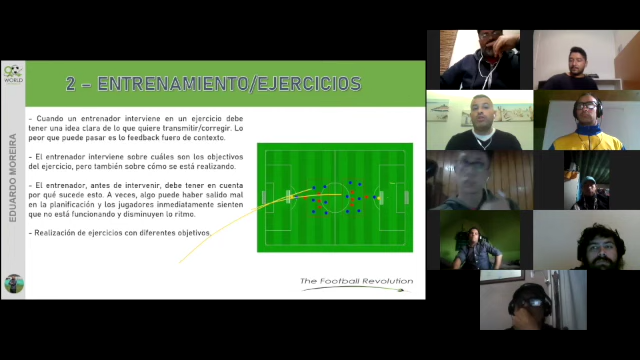 2 – ENTRENAMIENTO/EJERCICIOS
WORLD
EDUARDO MOREIRA
- Cuando un entrenador interviene en un ejercicio debe
tener una idea clara de lo que quiere transmitir/corregir. Lo
peor que puede pasar es lo feedback fuero de contexto.
- El entrenador interviene sobre cuáles son los objectivos
del ejercicio, pero también sobre cómo se está realizando.
- El entrenador, antes de intervenir, debe tener en cuenta
por qué sucede esto. A veces, algo puede haber salido mal
en la planificación y los jugadores inmediatamente sienten
que no está funcionando y disminuyen lo ritmo.
- Realización de ejercicios con diferentes objetivos.
The Football Revolution